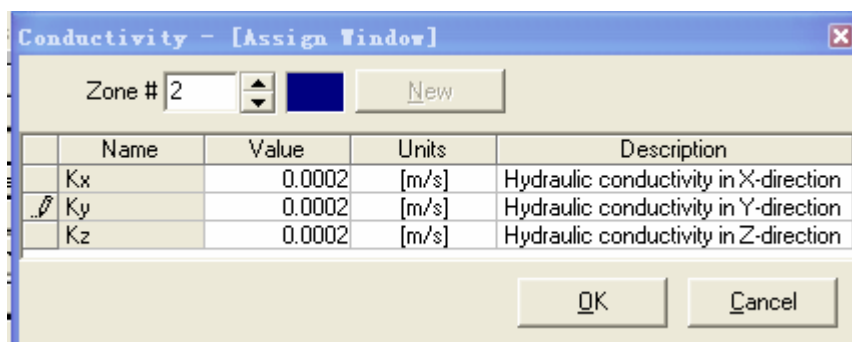 Conductivity - [Assign Window]
Zone # 2 New
Name Value Units Description
Kx 0.0002 [m/s] Hydraulic conductivity in X-direction
Ky 0.0002 [m/s] Hydraulic conductivity in Y-direction
Kz 0.0002 [m/s] Hydraulic conductivity in Z-direction
OK Cancel